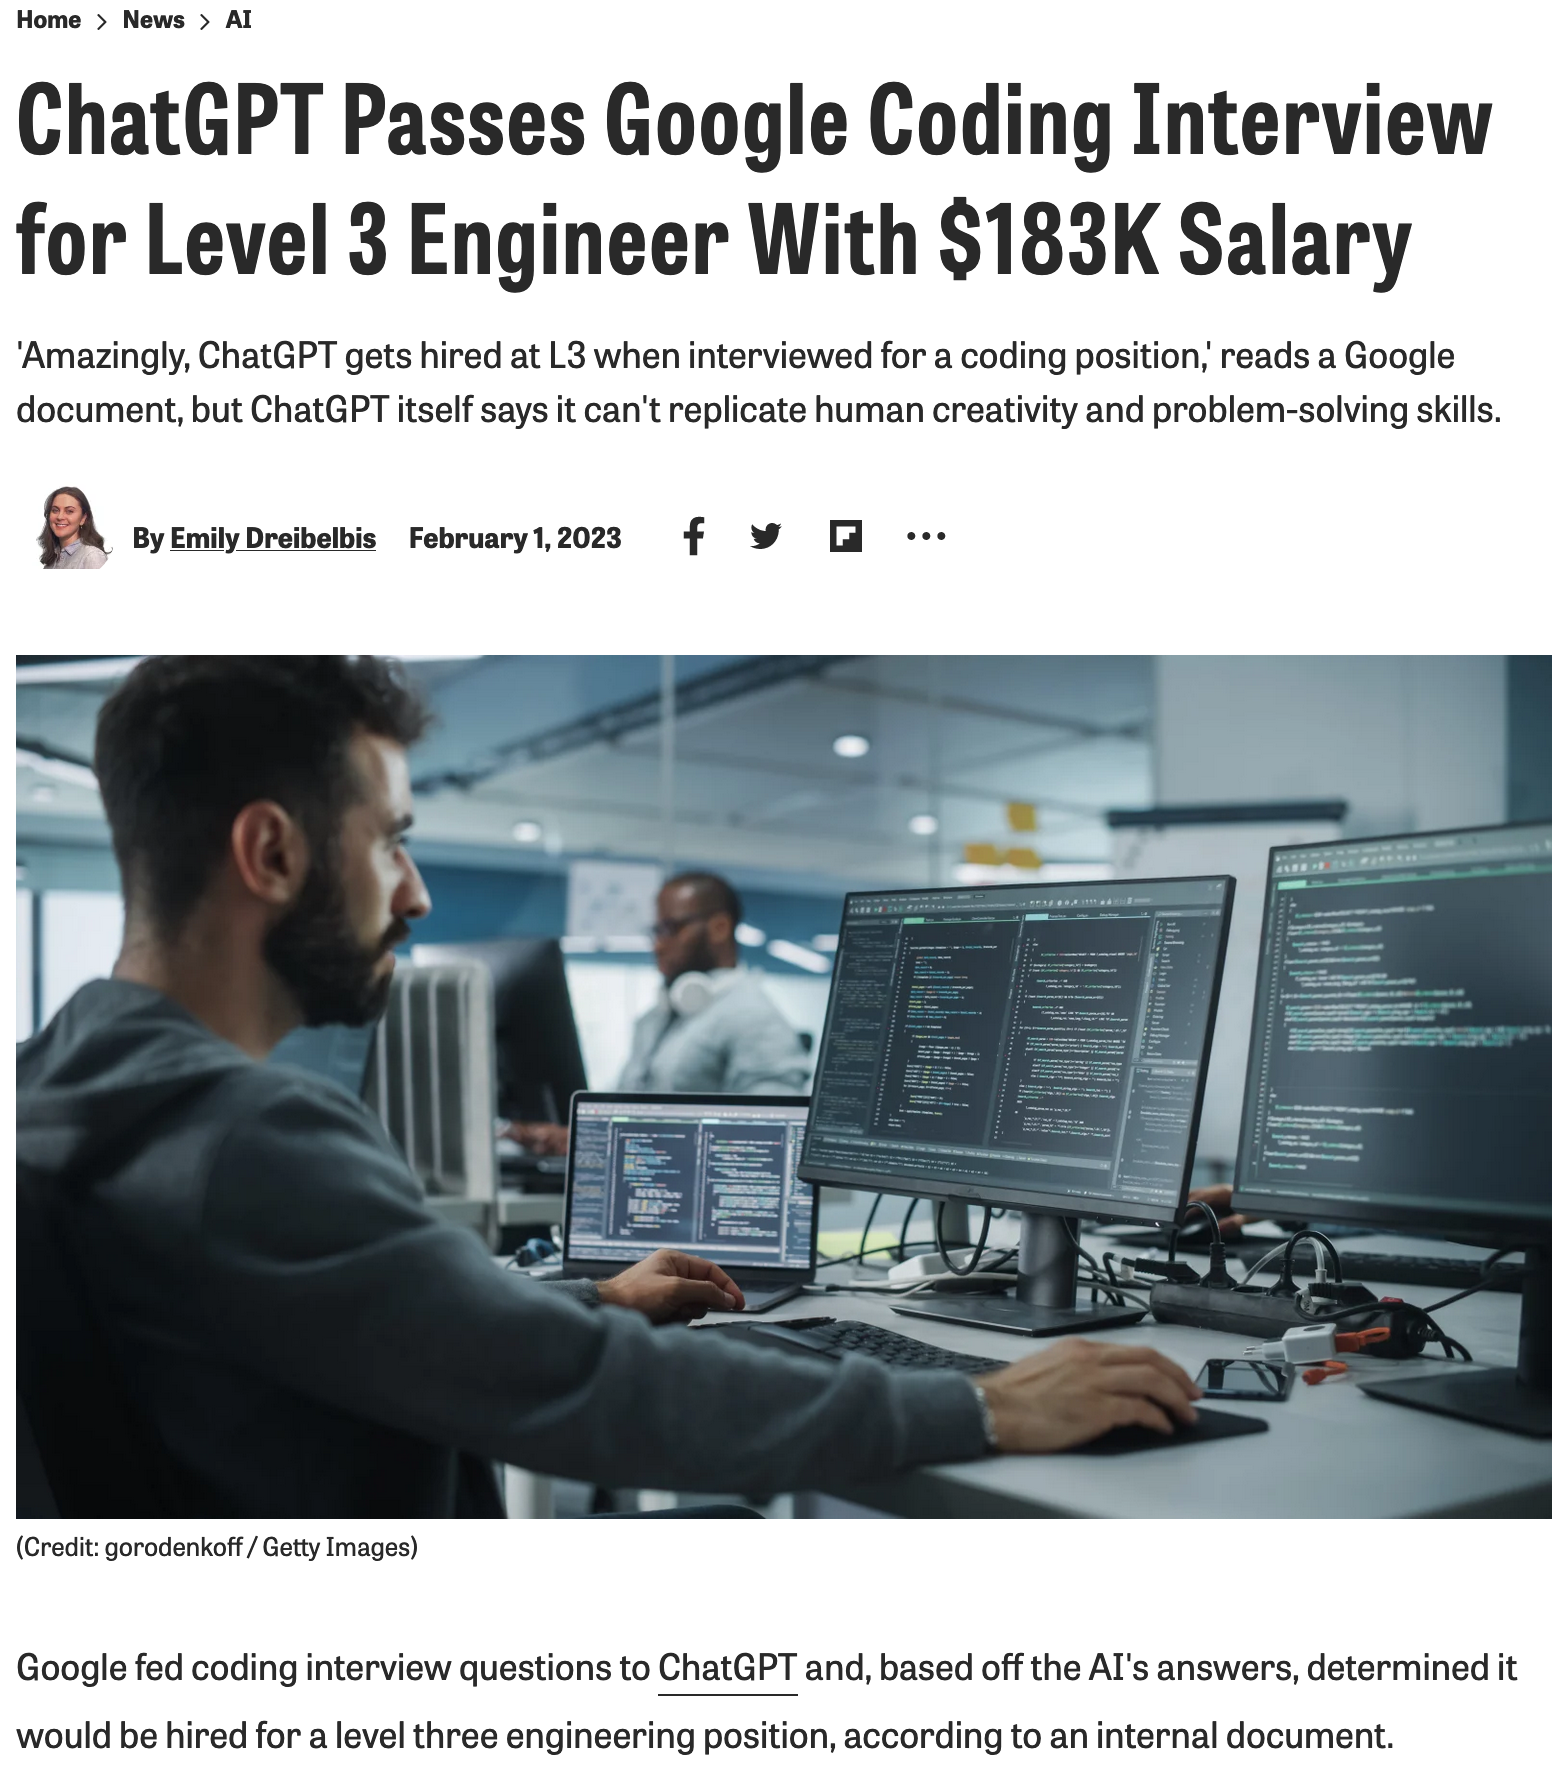 Home > News > AI
ChatGPT Passes Google Coding Interview
for Level 3 Engineer With $183K Salary
'Amazingly, ChatGPT gets hired at L3 when interviewed for a coding position,' reads a Google
document, but ChatGPT itself says it can't replicate human creativity and problem-solving skills.
By Emily Dreibelbis February 1, 2023
(Credit: gorodenkoff / Getty Images)
Google fed coding interview questions to ChatGPT and, based off the AI's answers, determined it
would be hired for a level three engineering position, according to an internal document.